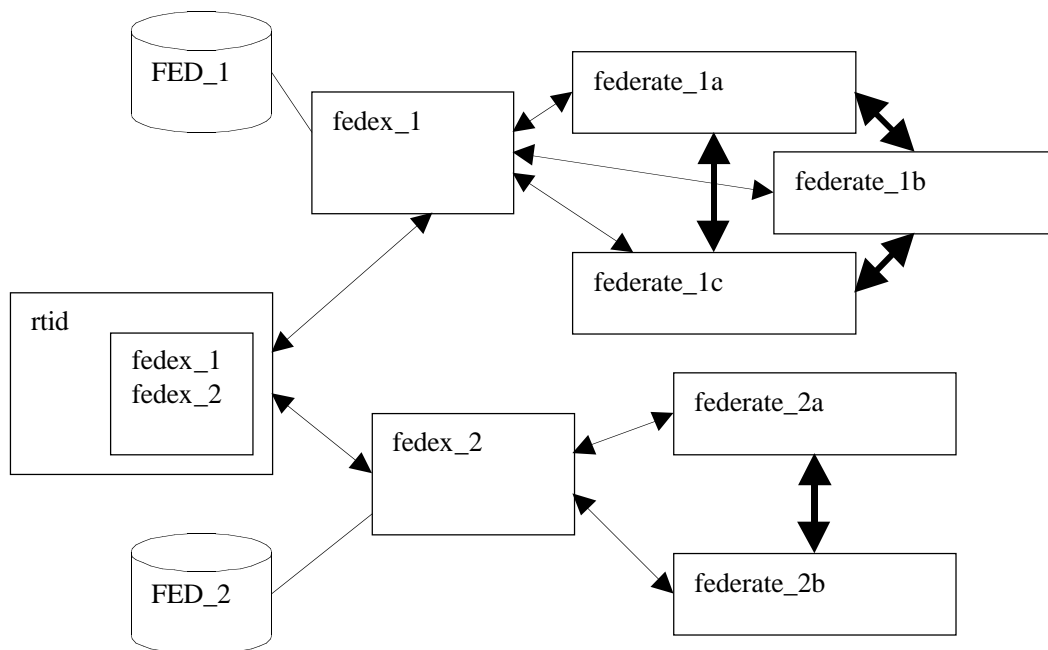 FED_1
fedex_1
federate_1a
federate_1b
federate_1c
rtid
fedex_1
fedex_2
fedex_2
federate_2a
federate_2b
FED_2